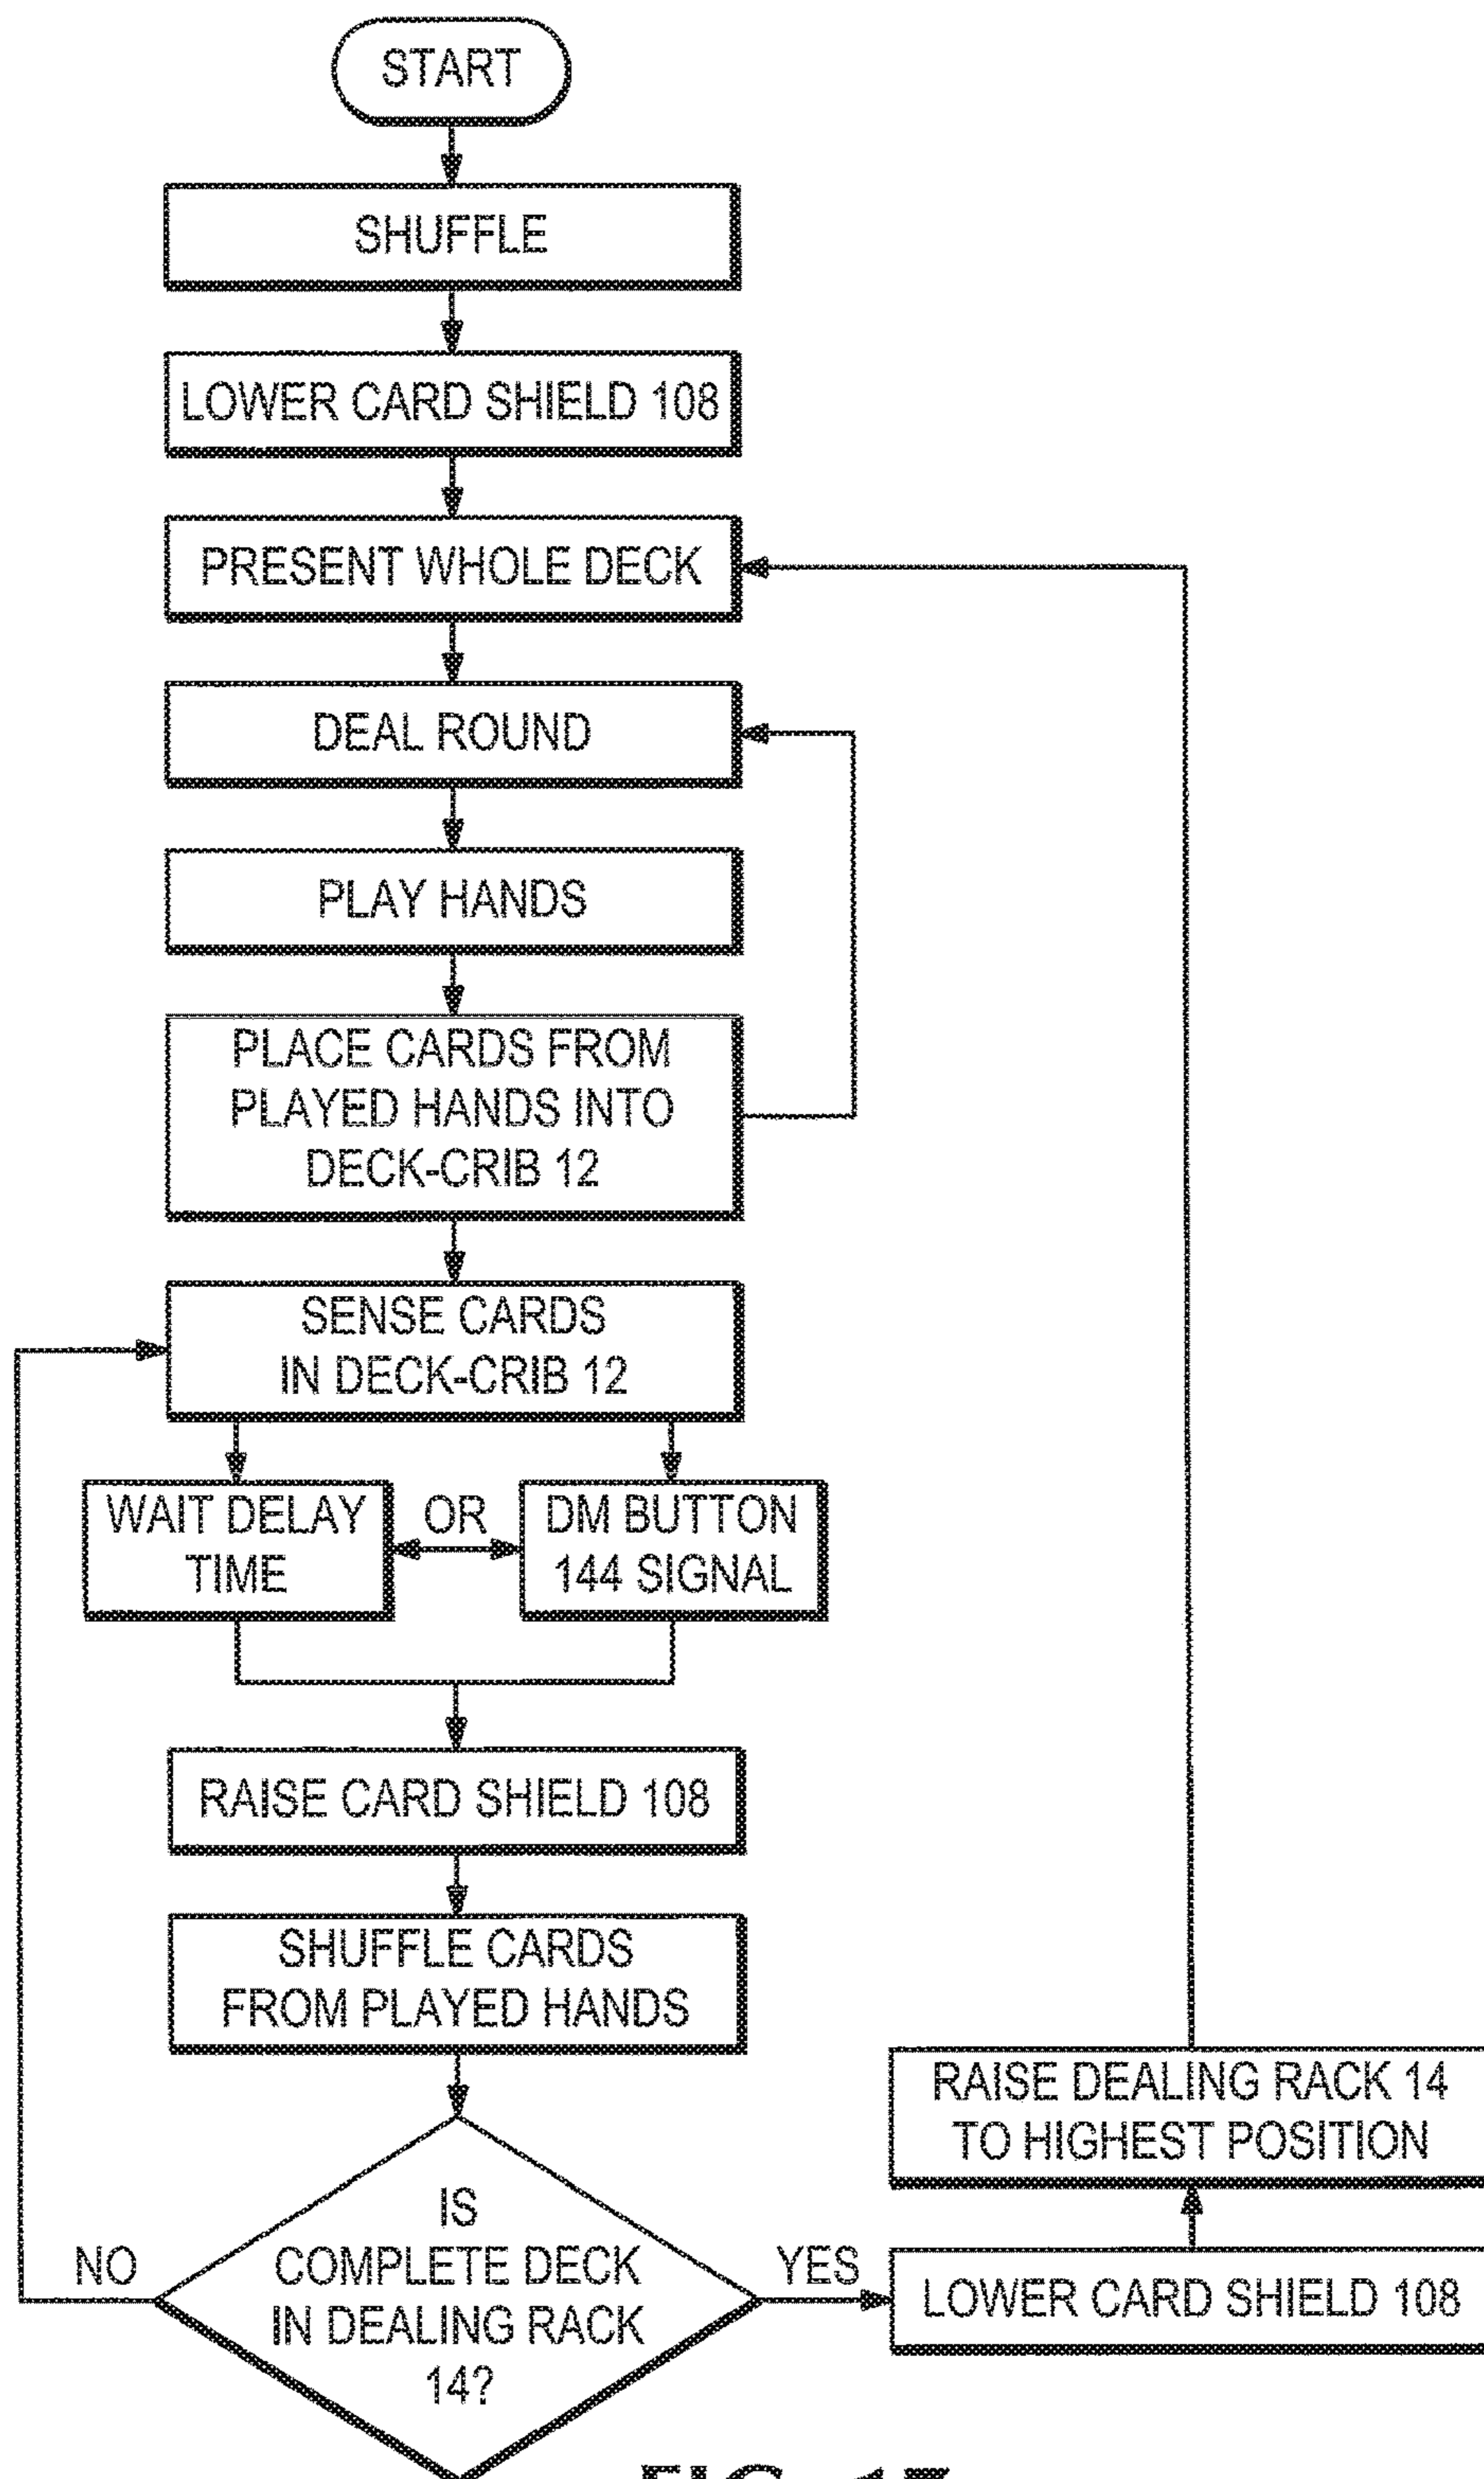 START
SHUFFLE
LOWER CARD SHIELD 108
PRESENT WHOLE DECK
DEAL ROUND
PLAY HANDS
PLACE CARDS FROM
PLAYED HANDS INTO
DECK-CRIB 12
SENSE CARDS
IN DECK-CRIB 12
WAIT DELAY
TIME
OR
DM BUTTON
144 SIGNAL
RAISE CARD SHIELD 108
SHUFFLE CARDS
FROM PLAYED HANDS
IS
COMPLETE DECK
IN DEALING RACK
14?
NO
YES
LOWER CARD SHIELD 108
RAISE DEALING RACK 14
TO HIGHEST POSITION